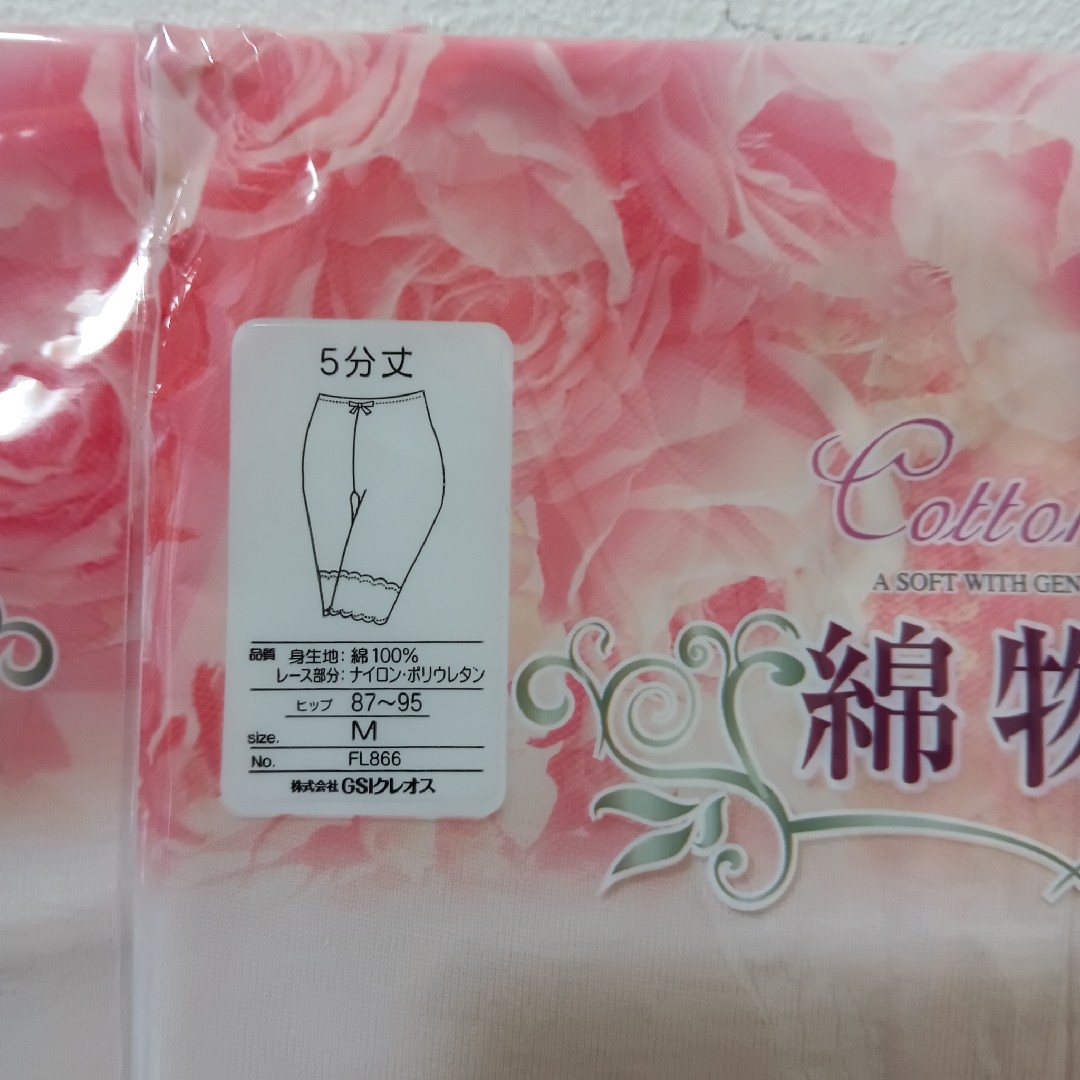 5分丈
品質 身生地：綿100%
レース部分：ナイロン・ポリウレタン
ヒップ 87～95
size. M
No. FL866
株式会社 GSIクレオス
Cotton
A SOFT WITH GEN
綿物